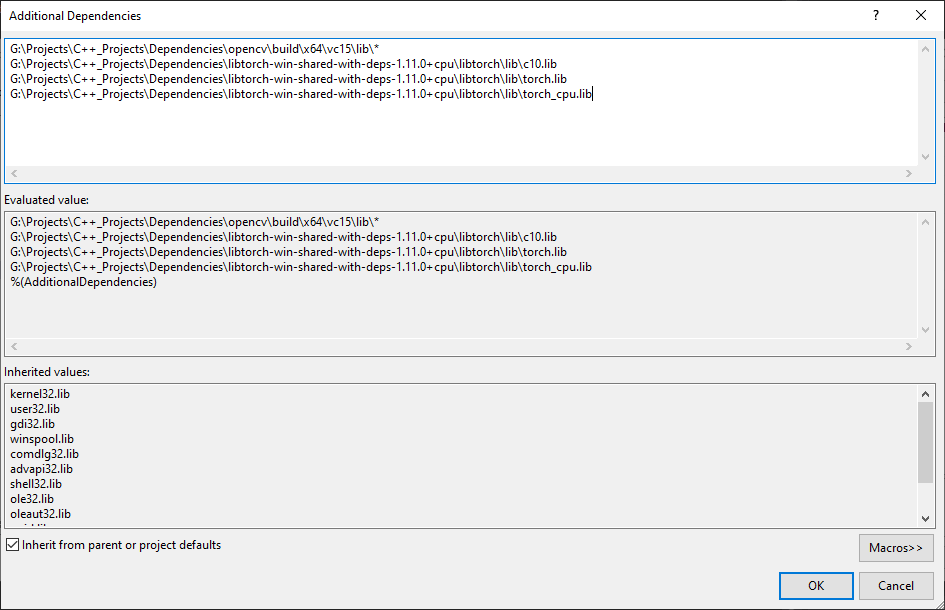 Additional Dependencies
?
G:\Projects\C++_Projects\Dependencies\opencv\build\x64\vc15\lib\*
G:\Projects\C++_Projects\Dependencies\libtorch-win-shared-with-deps-1.11.0+cpu\libtorch\lib\c10.lib
G:\Projects\C++_Projects\Dependencies\libtorch-win-shared-with-deps-1.11.0+cpu\libtorch\lib\torch.lib
G:\Projects\C++_Projects\Dependencies\libtorch-win-shared-with-deps-1.11.0+cpu\libtorch\lib\torch_cpu.lib
Evaluated value:
G:\Projects\C++_Projects\Dependencies\opencv\build\x64\vc15\lib\*
G:\Projects\C++_Projects\Dependencies\libtorch-win-shared-with-deps-1.11.0+cpu\libtorch\lib\c10.lib
G:\Projects\C++_Projects\Dependencies\libtorch-win-shared-with-deps-1.11.0+cpu\libtorch\lib\torch.lib
G:\Projects\C++_Projects\Dependencies\libtorch-win-shared-with-deps-1.11.0+cpu\libtorch\lib\torch_cpu.lib
%(AdditionalDependencies)
Inherited values:
kernel32.lib
user32.lib
gdi32.lib
winspool.lib
comdlg32.lib
advapi32.lib
shell32.lib
ole32.lib
oleaut32.lib
Inherit from parent or project defaults
Macros>>
OK
Cancel